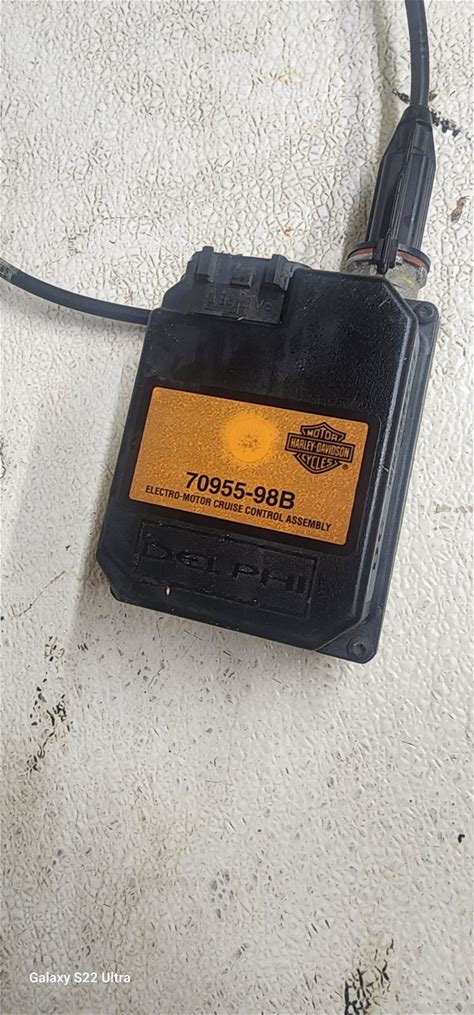 MOTOR
HARLEY-DAVIDSON
CYCLES
®
70955-98B
ELECTRO-MOTOR CRUISE CONTROL ASSEMBLY
DELPHI
Galaxy S22 Ultra